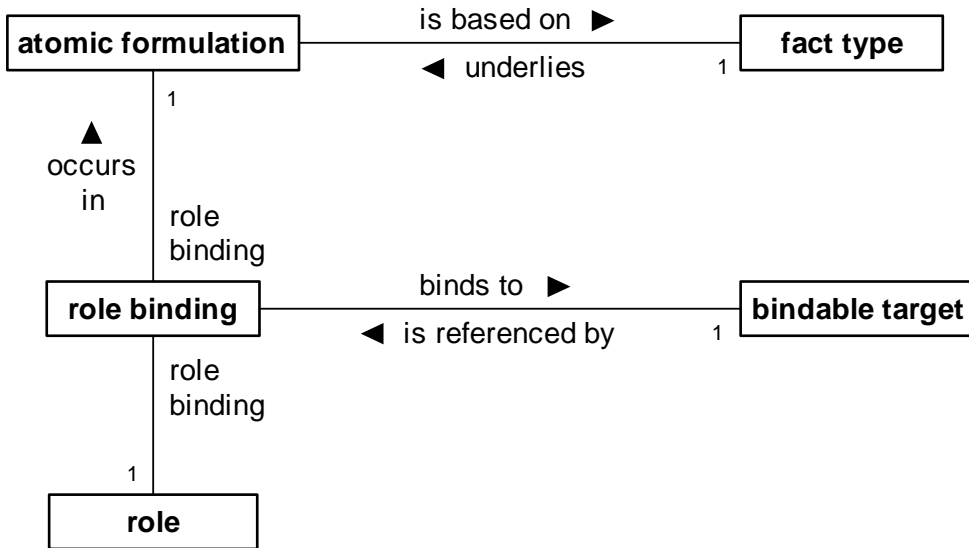 is based on ►
atomic formulation
fact type
◄ underlies
1
1
▲
occurs
in
role
binding
binds to ►
role binding
bindable target
◄ is referenced by
1
role
binding
1
role